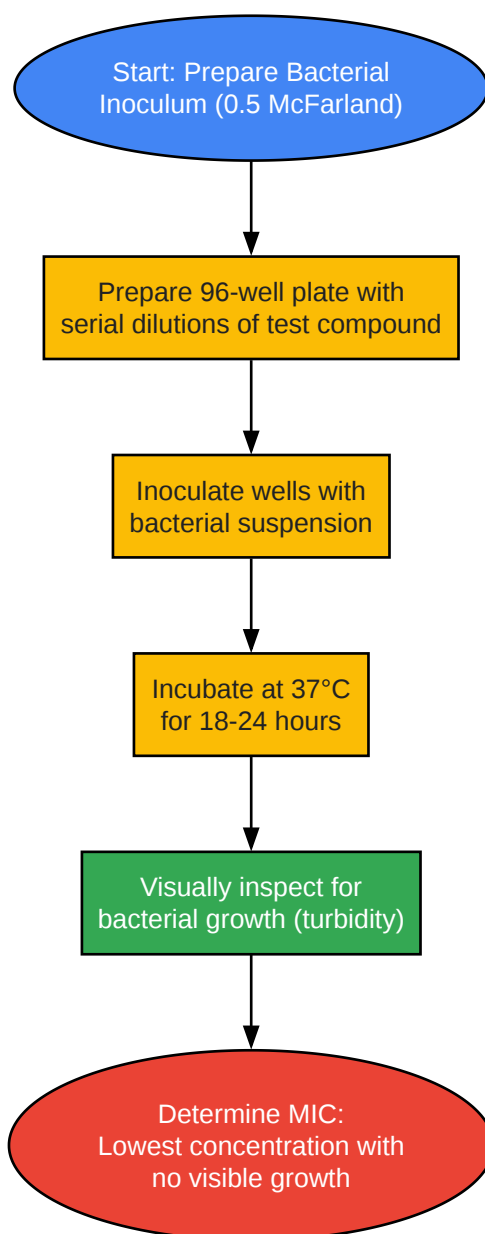 Start: Prepare Bacterial
Inoculum (0.5 McFarland)
Prepare 96-well plate with
serial dilutions of test compound
Inoculate wells with
bacterial suspension
Incubate at 37°C
for 18-24 hours
Visually inspect for
bacterial growth (turbidity)
Determine MIC:
Lowest concentration with
no visible growth